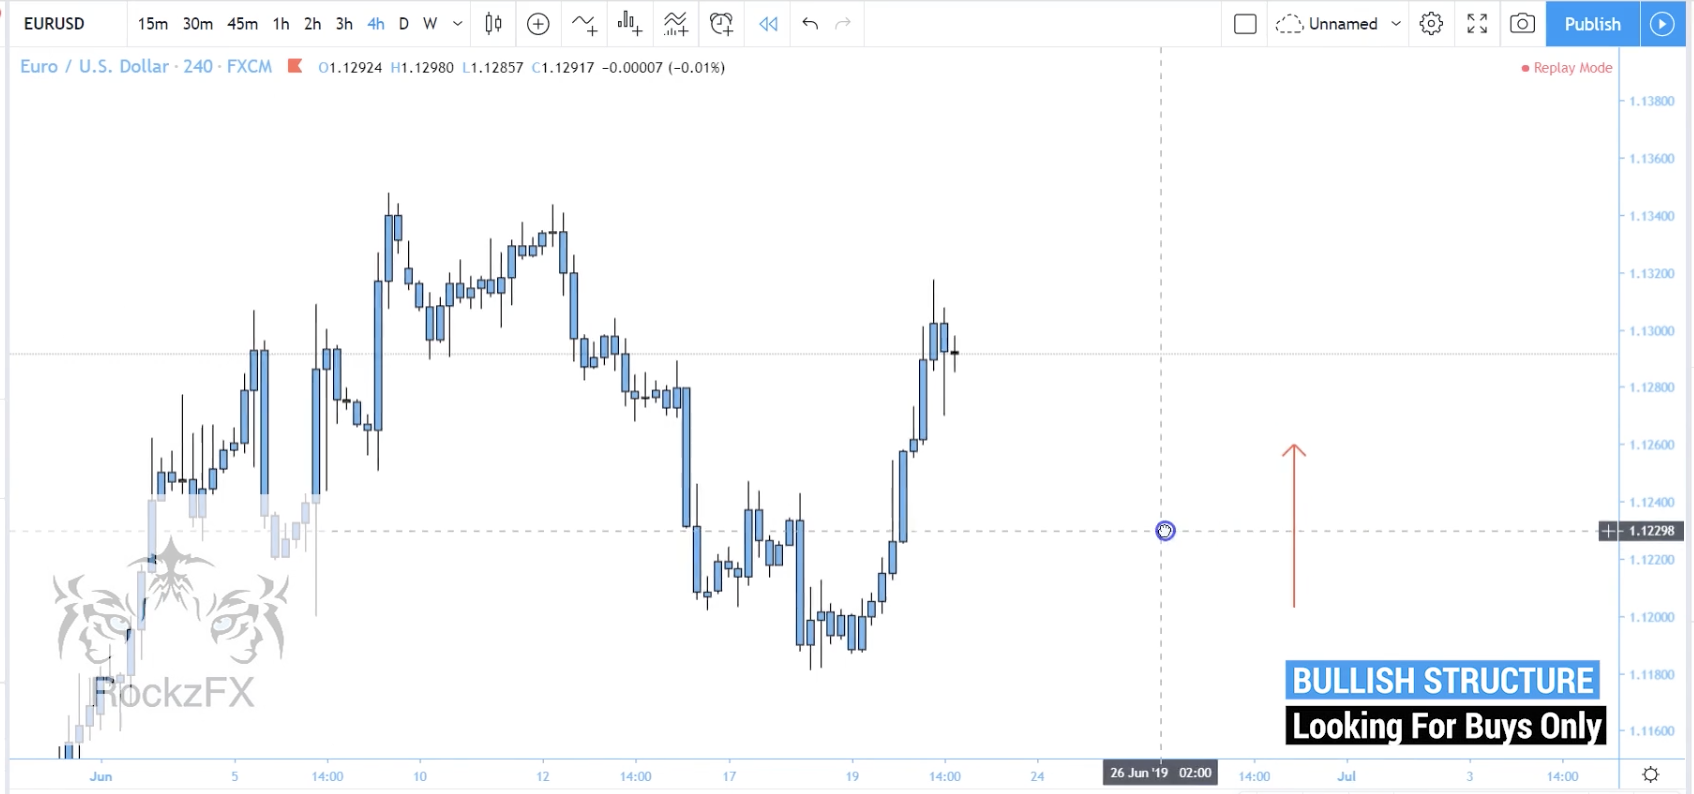 EURUSD 15m 30m 45m 1h 2h 3h 4h D W Unnamed Publish
Euro / U.S. Dollar · 240 · FXCM O1.12924 H1.12980 L1.12857 C1.12917 -0.00007 (-0.01%) Replay Mode
1.13800
1.13600
1.13400
1.13200
1.13000
1.12800
1.12600
1.12400
1.12298
1.12200
1.12000
1.11800
1.11600
RockzFX
BULLISH STRUCTURE
Looking For Buys Only
Jun 5 14:00 10 12 14:00 17 19 14:00 24 26 Jun '19 02:00 14:00 Jul 3 14:00